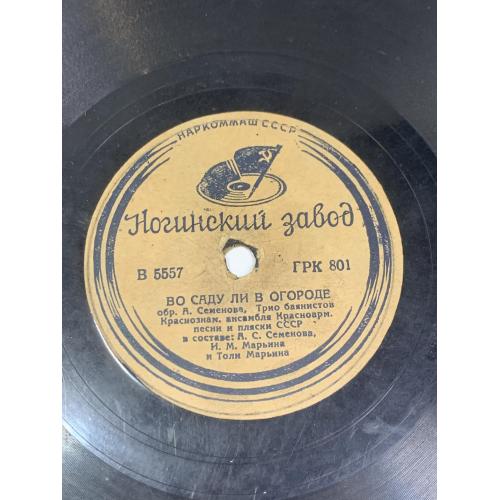 НАРКОММАШ СССР
Ногинский завод
В 5557 ГРК 801
ВО САДУ ЛИ В ОГОРОДЕ
обр. А. Семенова, Трио баянистов
Краснознам. ансамбля Красноарм.
песни и пляски СССР
в составе: А. С. Семенова,
И. М. Марьина
и Толи Марьина